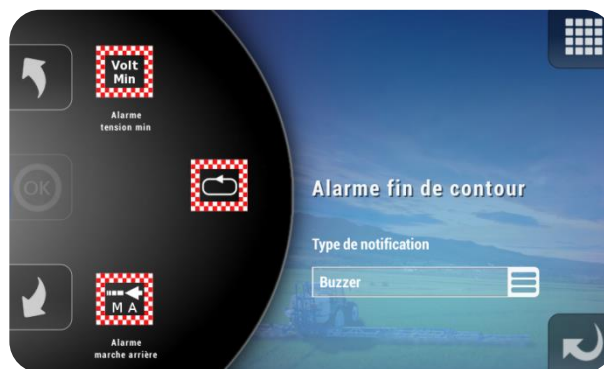 Volt
Min
Alarme
tension min
OK
Alarme fin de contour
Type de notification
Buzzer
M A
Alarme
marche arrière